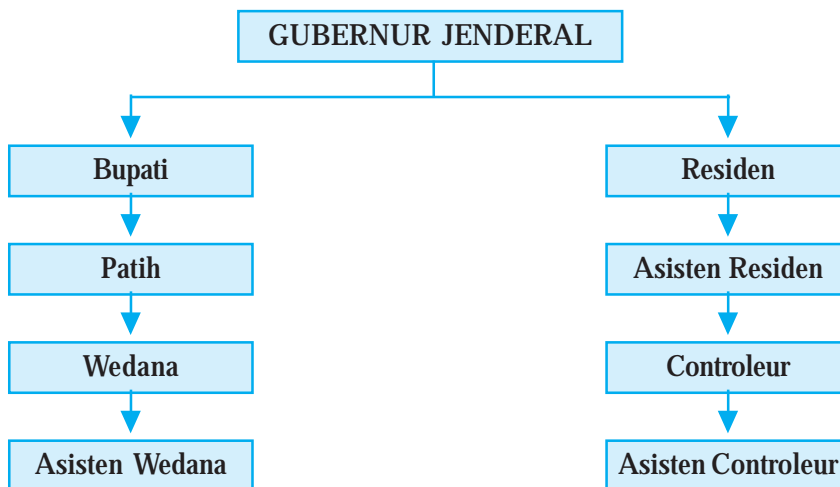 GUBERNUR JENDERAL
Bupati
Residen
Patih
Asisten Residen
Wedana
Controleur
Asisten Wedana
Asisten Controleur